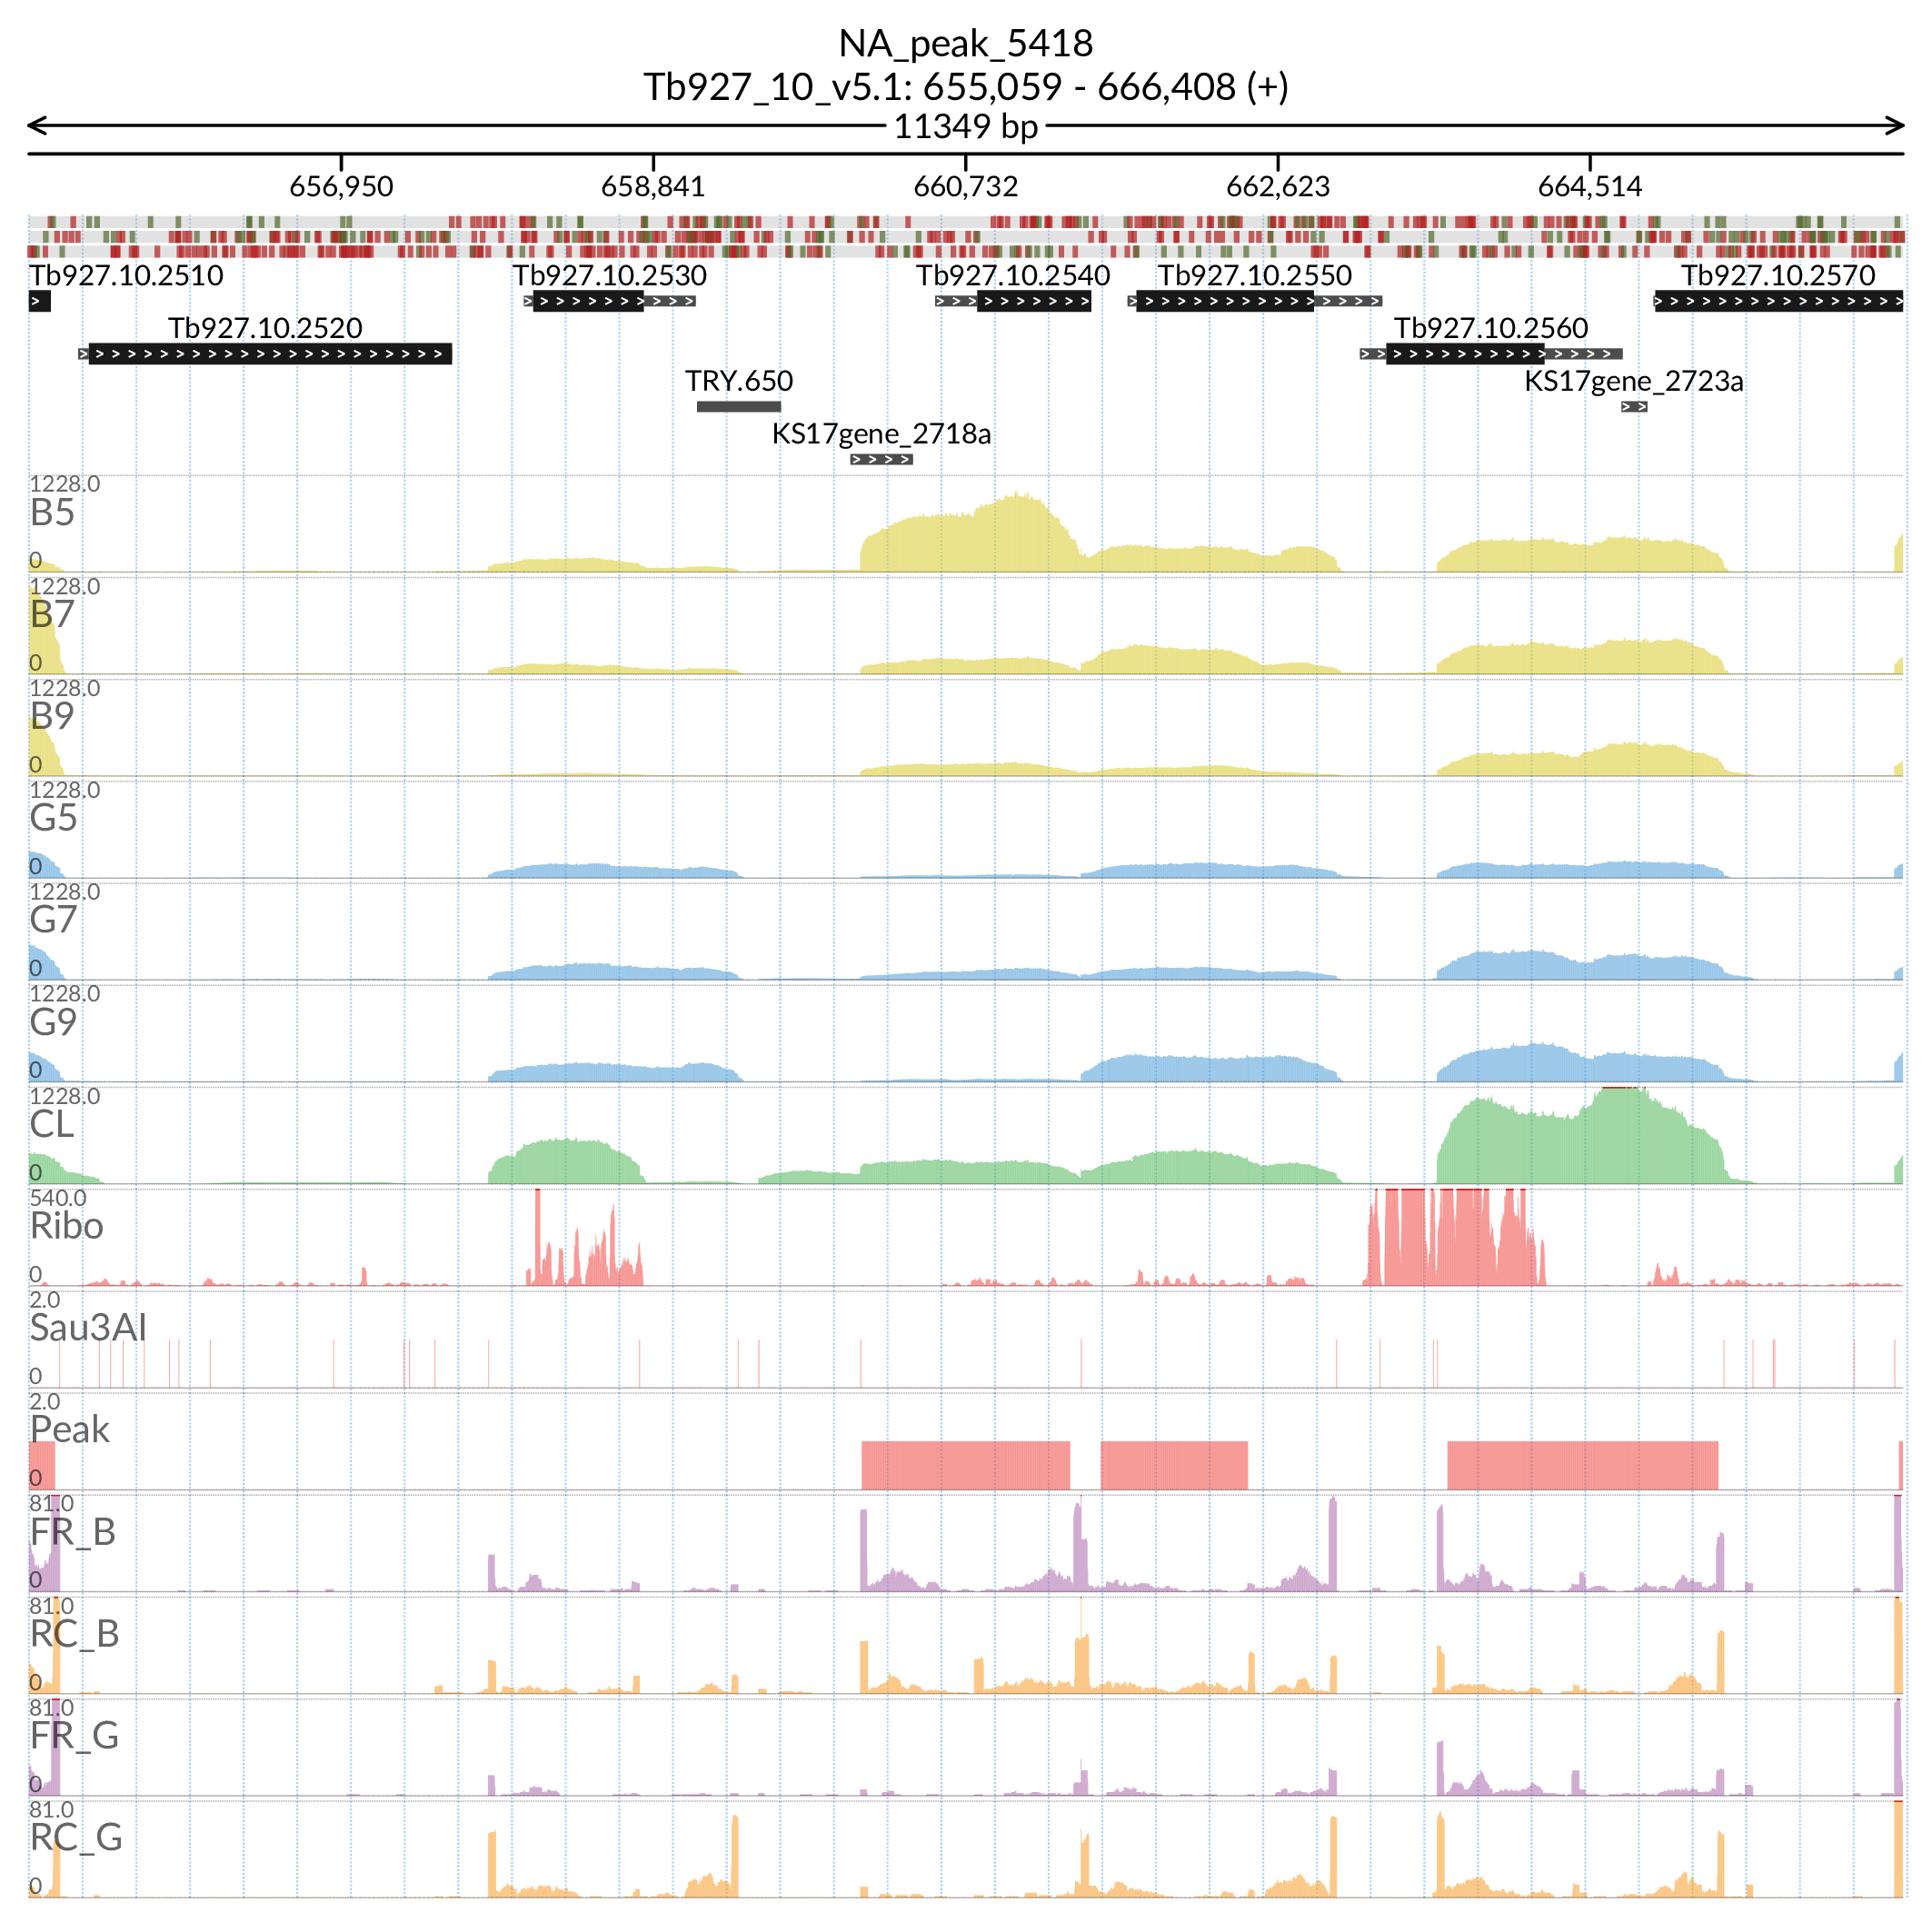 NA_peak_5418
Tb927_10_v5.1: 655,059 - 666,408 (+)
11349 bp
656,950 658,841 660,732 662,623 664,514
Tb927.10.2510 Tb927.10.2530 Tb927.10.2540 Tb927.10.2550 Tb927.10.2570
Tb927.10.2520 Tb927.10.2560
TRY.650 KS17gene_2723a
KS17gene_2718a
1228.0
B5
0
1228.0
B7
0
1228.0
B9
0
1228.0
G5
0
1228.0
G7
0
1228.0
G9
0
1228.0
CL
0
540.0
Ribo
0
2.0
Sau3AI
0
2.0
Peak
0
81.0
FR_B
0
81.0
RC_B
0
81.0
FR_G
0
81.0
RC_G
0